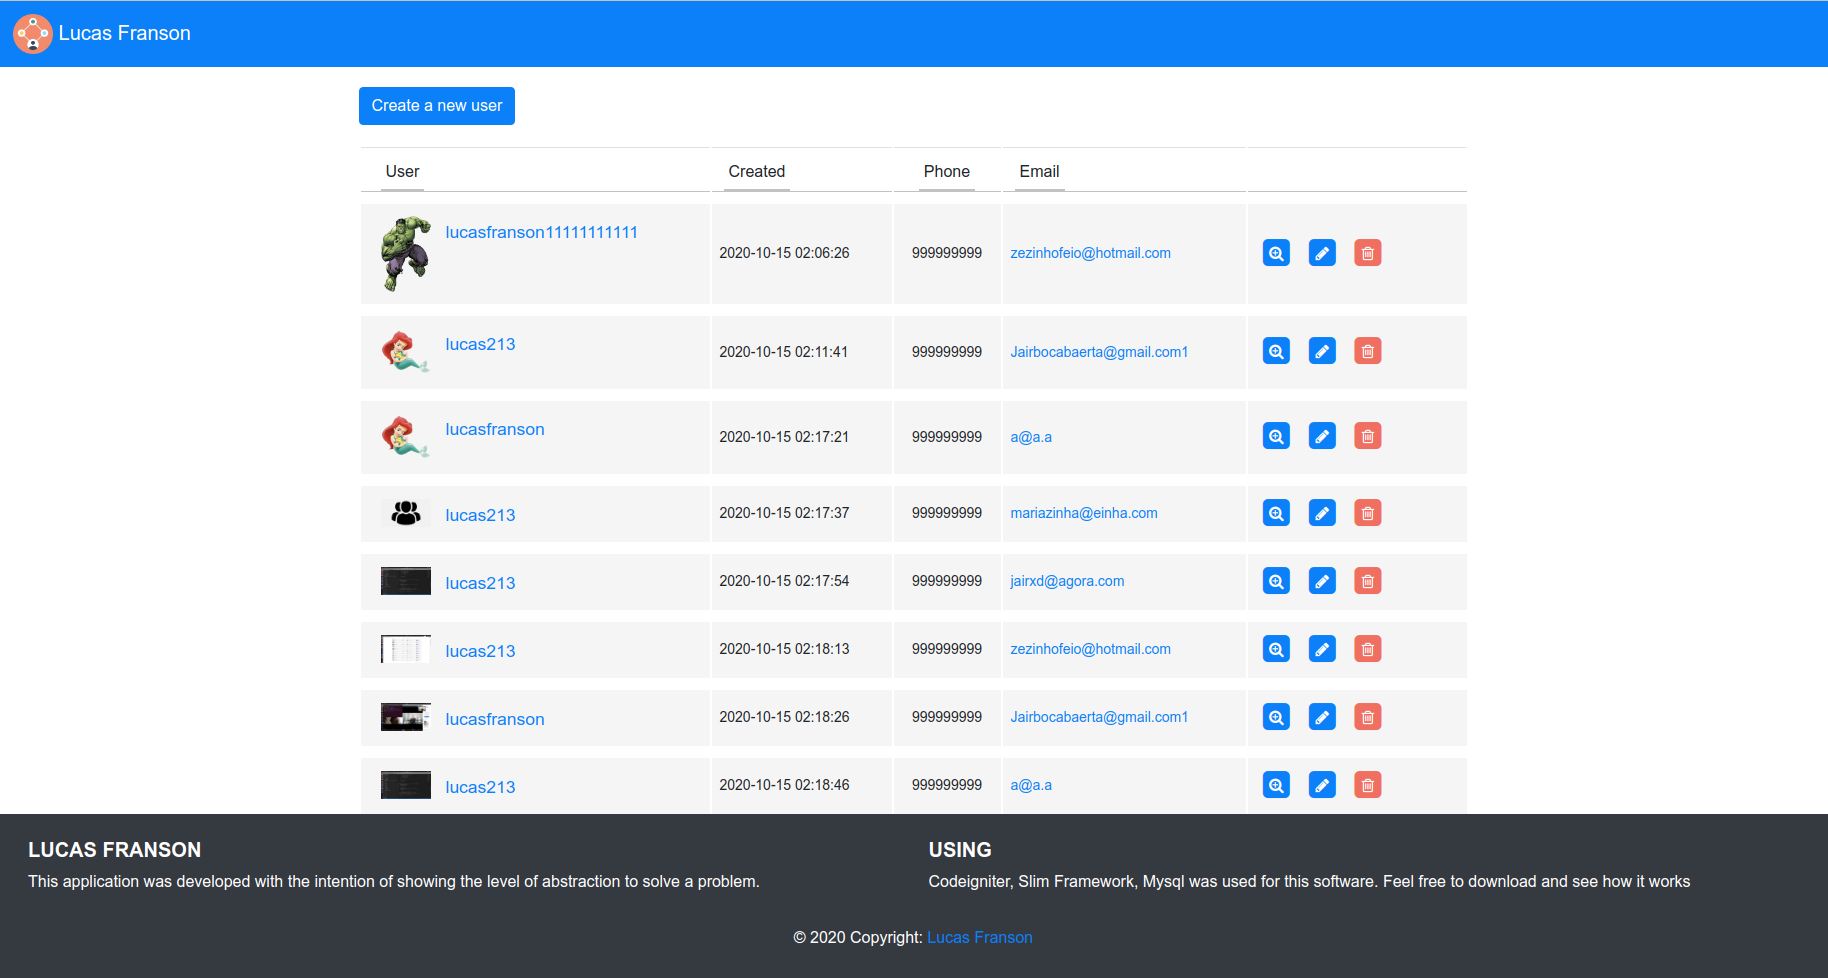 Lucas Franson
Create a new user
User Created Phone Email
lucasfranson11111111111 2020-10-15 02:06:26 999999999 zezinhofeio@hotmail.com
lucas213 2020-10-15 02:11:41 999999999 Jairbocabaerta@gmail.com1
lucasfranson 2020-10-15 02:17:21 999999999 a@a.a
lucas213 2020-10-15 02:17:37 999999999 mariazinha@einha.com
lucas213 2020-10-15 02:17:54 999999999 jairxd@agora.com
lucas213 2020-10-15 02:18:13 999999999 zezinhofeio@hotmail.com
lucasfranson 2020-10-15 02:18:26 999999999 Jairbocabaerta@gmail.com1
lucas213 2020-10-15 02:18:46 999999999 a@a.a
LUCAS FRANSON
This application was developed with the intention of showing the level of abstraction to solve a problem.
USING
Codeigniter, Slim Framework, Mysql was used for this software. Feel free to download and see how it works
© 2020 Copyright: Lucas Franson